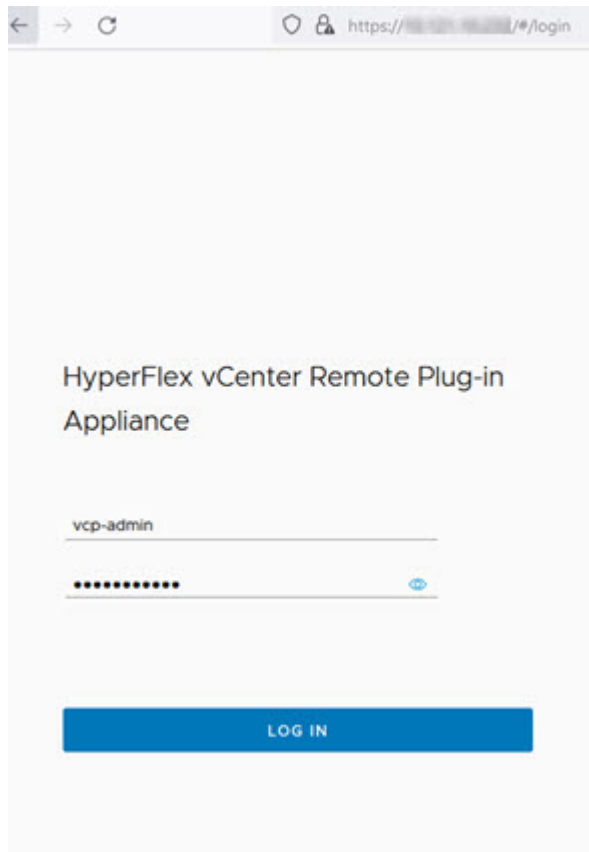 https:// /#/login
HyperFlex vCenter Remote Plug-in
Appliance
vcp-admin
•••••••••••
LOG IN